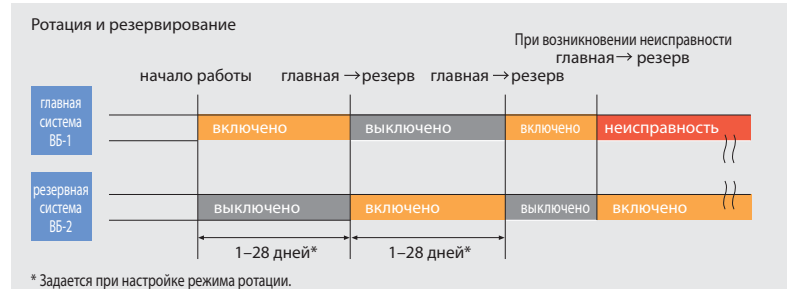 Ротация и резервирование
При возникновении неисправности
главная→ резерв
начало работы главная →резерв главная →резерв
главная
система
ВБ-1
включено выключено включено неисправность
резервная
система
ВБ-2
выключено включено выключено включено
1–28 дней* 1–28 дней*
* Задается при настройке режима ротации.